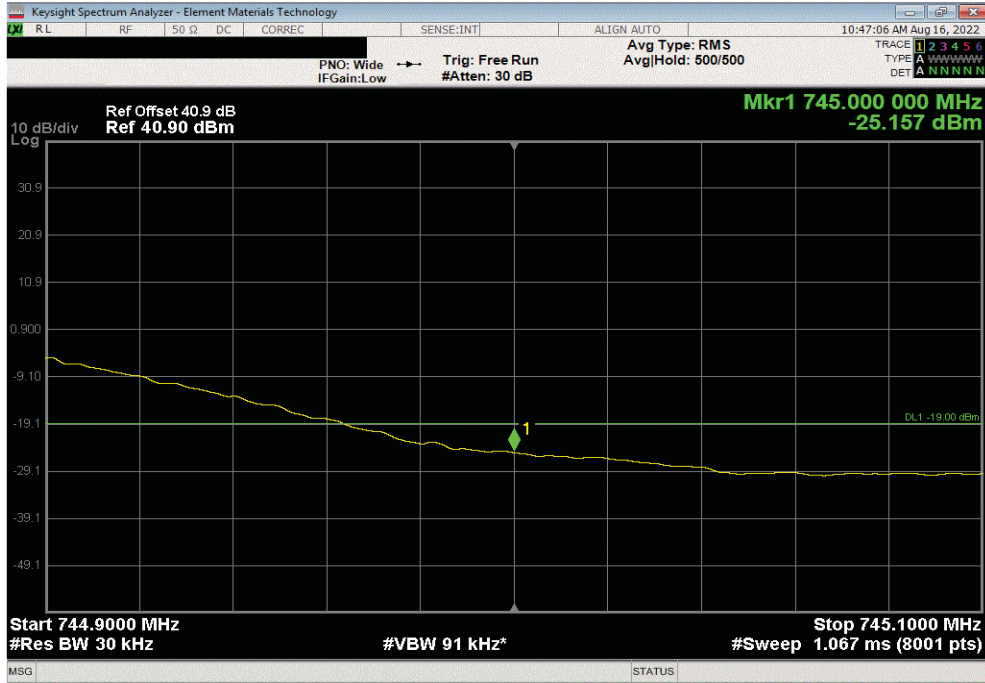 Keysight Spectrum Analyzer - Element Materials Technology
LXI RL RF 50 Ω DC CORREC SENSE:INT ALIGN AUTO 10:47:06 AM Aug 16, 2022
PNO: Wide Trig: Free Run Avg Type: RMS TRACE 1 2 3 4 5 6
IFGain:Low #Atten: 30 dB Avg|Hold: 500/500 TYPE A WWWWW
DET A N N N N N
Mkr1 745.000 000 MHz
-25.157 dBm
Ref Offset 40.9 dB
10 dB/div Ref 40.90 dBm
Log
30.9
20.9
10.9
0.900
-9.10
-19.1
1
DL1 -19.00 dBm
-29.1
-39.1
-49.1
Start 744.9000 MHz Stop 745.1000 MHz
#Res BW 30 kHz #VBW 91 kHz* #Sweep 1.067 ms (8001 pts)
MSG STATUS